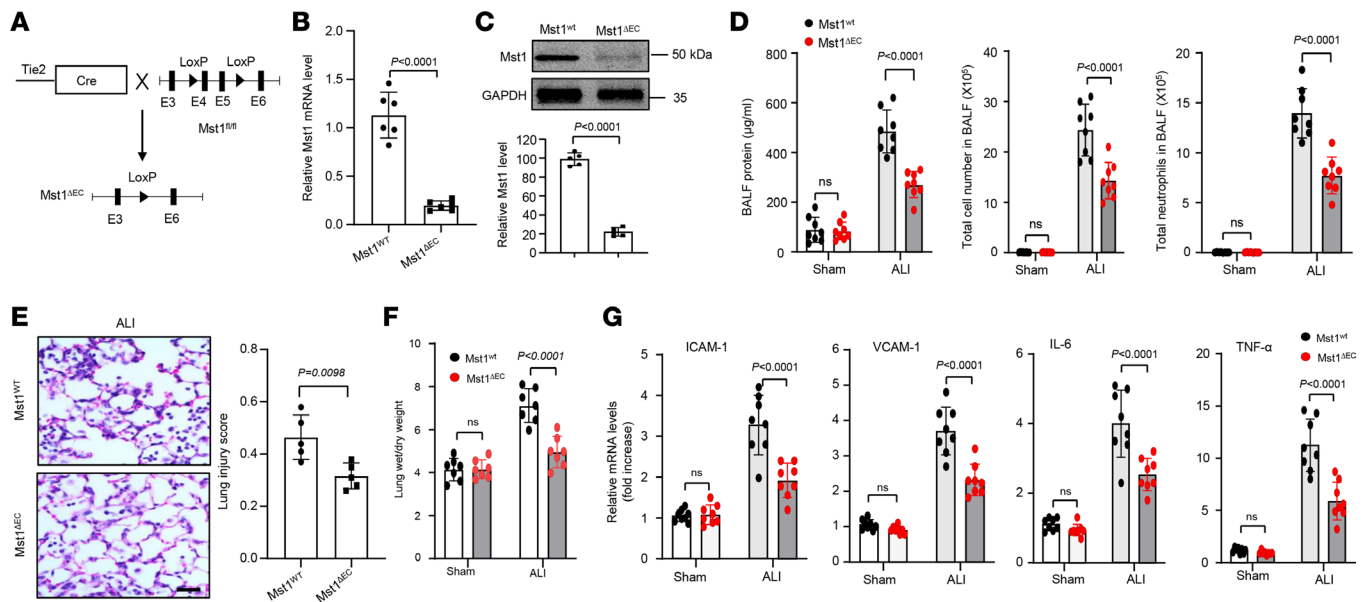 A
Tie2
Cre
X
LoxP
LoxP
E3
E4
E5
E6
Mst1fl/fl
LoxP
Mst1ΔEC
E3
E6
B
Relative Mst1 mRNA level
2.0
1.5
1.0
0.5
0.0
P<0.0001
Mst1WT
Mst1ΔEC
C
Mst1wt
Mst1ΔEC
Mst1
50 kDa
GAPDH
35
Relative Mst1 level
120
100
80
60
40
20
0
P<0.0001
D
Mst1wt
Mst1ΔEC
BALF protein (µg/ml)
800
600
400
200
0
ns
P<0.0001
Sham
ALI
Total cell number in BALF (X10⁵)
40
30
20
10
0
ns
P<0.0001
Sham
ALI
Total neutrophils in BALF (X10⁵)
20
15
10
5
0
ns
P<0.0001
Sham
ALI
E
ALI
Mst1WT
Mst1ΔEC
Lung injury score
0.8
0.6
0.4
0.2
0.0
P=0.0098
Mst1WT
Mst1ΔEC
F
Lung wet/dry weight
10
8
6
4
2
0
Mst1wt
Mst1ΔEC
ns
P<0.0001
Sham
ALI
G
Relative mRNA levels
(fold increase)
ICAM-1
5
4
3
2
1
0
ns
P<0.0001
Sham
ALI
VCAM-1
6
4
2
0
ns
P<0.0001
Sham
ALI
IL-6
6
4
2
0
ns
P<0.0001
Sham
ALI
TNF-α
20
15
10
5
0
Mst1wt
Mst1ΔEC
ns
P<0.0001
Sham
ALI